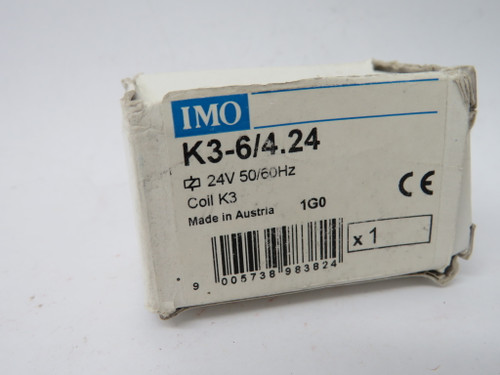 IMO
K3-6/4.24
24V 50/60Hz
Coil K3
Made in Austria 1G0
CE
x 1
9 005738 983824